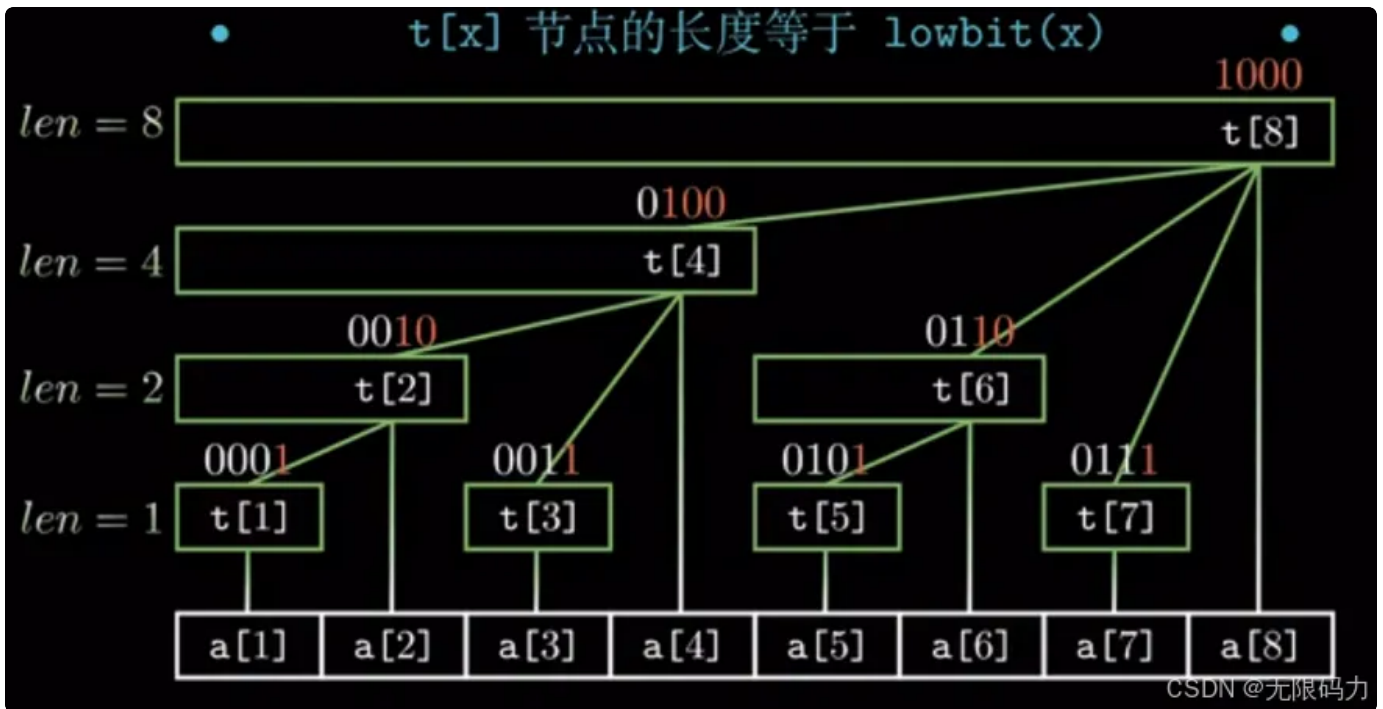 • t[x] 节点的长度等于 lowbit(x) •
1000
len = 8
t[8]
0100
len = 4
t[4]
0010 0110
len = 2
t[2] t[6]
0001 0011 0101 0111
len = 1
t[1] t[3] t[5] t[7]
a[1] a[2] a[3] a[4] a[5] a[6] a[7] a[8]
CSDN @无限码力